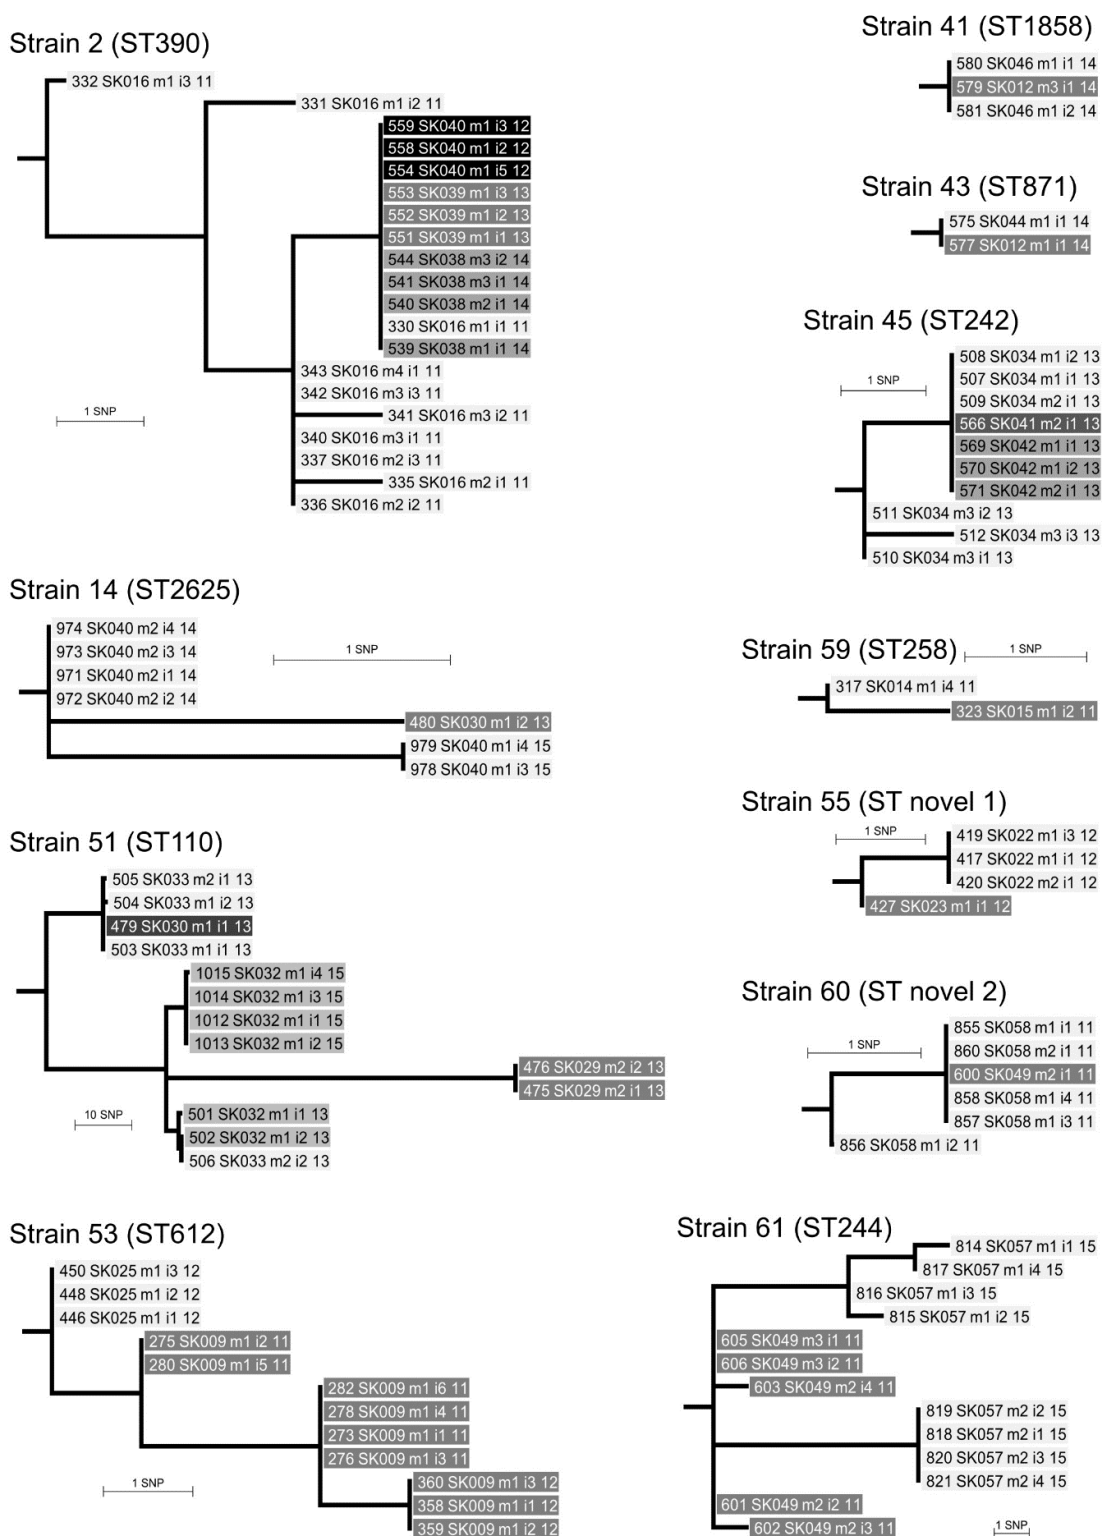 Strain 2 (ST390)
332 SK016 m1 i3 11
331 SK016 m1 i2 11
559 SK040 m1 i3 12
558 SK040 m1 i2 12
554 SK040 m1 i5 12
553 SK039 m1 i3 13
552 SK039 m1 i2 13
551 SK039 m1 i1 13
544 SK038 m3 i2 14
541 SK038 m3 i1 14
540 SK038 m2 i1 14
330 SK016 m1 i1 11
539 SK038 m1 i1 14
343 SK016 m4 i1 11
342 SK016 m3 i3 11
341 SK016 m3 i2 11
340 SK016 m3 i1 11
337 SK016 m2 i3 11
335 SK016 m2 i1 11
336 SK016 m2 i2 11
1 SNP
Strain 14 (ST2625)
974 SK040 m2 i4 14
973 SK040 m2 i3 14
971 SK040 m2 i1 14
972 SK040 m2 i2 14
1 SNP
480 SK030 m1 i2 13
979 SK040 m1 i4 15
978 SK040 m1 i3 15
Strain 51 (ST110)
505 SK033 m2 i1 13
504 SK033 m1 i2 13
479 SK030 m1 i1 13
503 SK033 m1 i1 13
1015 SK032 m1 i4 15
1014 SK032 m1 i3 15
1012 SK032 m1 i1 15
1013 SK032 m1 i2 15
476 SK029 m2 i2 13
475 SK029 m2 i1 13
10 SNP
501 SK032 m1 i1 13
502 SK032 m1 i2 13
506 SK033 m2 i2 13
Strain 53 (ST612)
450 SK025 m1 i3 12
448 SK025 m1 i2 12
446 SK025 m1 i1 12
275 SK009 m1 i2 11
280 SK009 m1 i5 11
282 SK009 m1 i6 11
278 SK009 m1 i4 11
273 SK009 m1 i1 11
276 SK009 m1 i3 11
360 SK009 m1 i3 12
358 SK009 m1 i1 12
359 SK009 m1 i2 12
1 SNP
Strain 41 (ST1858)
580 SK046 m1 i1 14
579 SK012 m3 i1 14
581 SK046 m1 i2 14
Strain 43 (ST871)
575 SK044 m1 i1 14
577 SK012 m1 i1 14
Strain 45 (ST242)
1 SNP
508 SK034 m1 i2 13
507 SK034 m1 i1 13
509 SK034 m2 i1 13
566 SK041 m2 i1 13
569 SK042 m1 i1 13
570 SK042 m1 i2 13
571 SK042 m2 i1 13
511 SK034 m3 i2 13
512 SK034 m3 i3 13
510 SK034 m3 i1 13
Strain 59 (ST258)
1 SNP
317 SK014 m1 i4 11
323 SK015 m1 i2 11
Strain 55 (ST novel 1)
1 SNP
419 SK022 m1 i3 12
417 SK022 m1 i1 12
420 SK022 m2 i1 12
427 SK023 m1 i1 12
Strain 60 (ST novel 2)
1 SNP
855 SK058 m1 i1 11
860 SK058 m2 i1 11
600 SK049 m2 i1 11
858 SK058 m1 i4 11
857 SK058 m1 i3 11
856 SK058 m1 i2 11
Strain 61 (ST244)
814 SK057 m1 i1 15
817 SK057 m1 i4 15
816 SK057 m1 i3 15
815 SK057 m1 i2 15
605 SK049 m3 i1 11
606 SK049 m3 i2 11
603 SK049 m2 i4 11
819 SK057 m2 i2 15
818 SK057 m2 i1 15
820 SK057 m2 i3 15
821 SK057 m2 i4 15
601 SK049 m2 i2 11
602 SK049 m2 i3 11
1 SNP